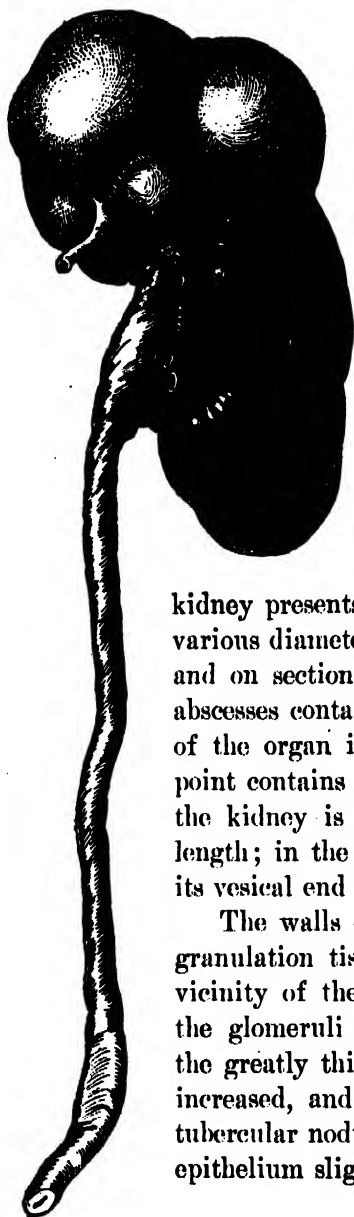 kidney presents
various diamete
and on section
abscesses conta
of the organ i
point contains
the kidney is
length; in the
its vesical end
The walls
granulation tis
vicinity of the
the glomeruli
the greatly thi
increased, and
tubercular nod
epithelium slig